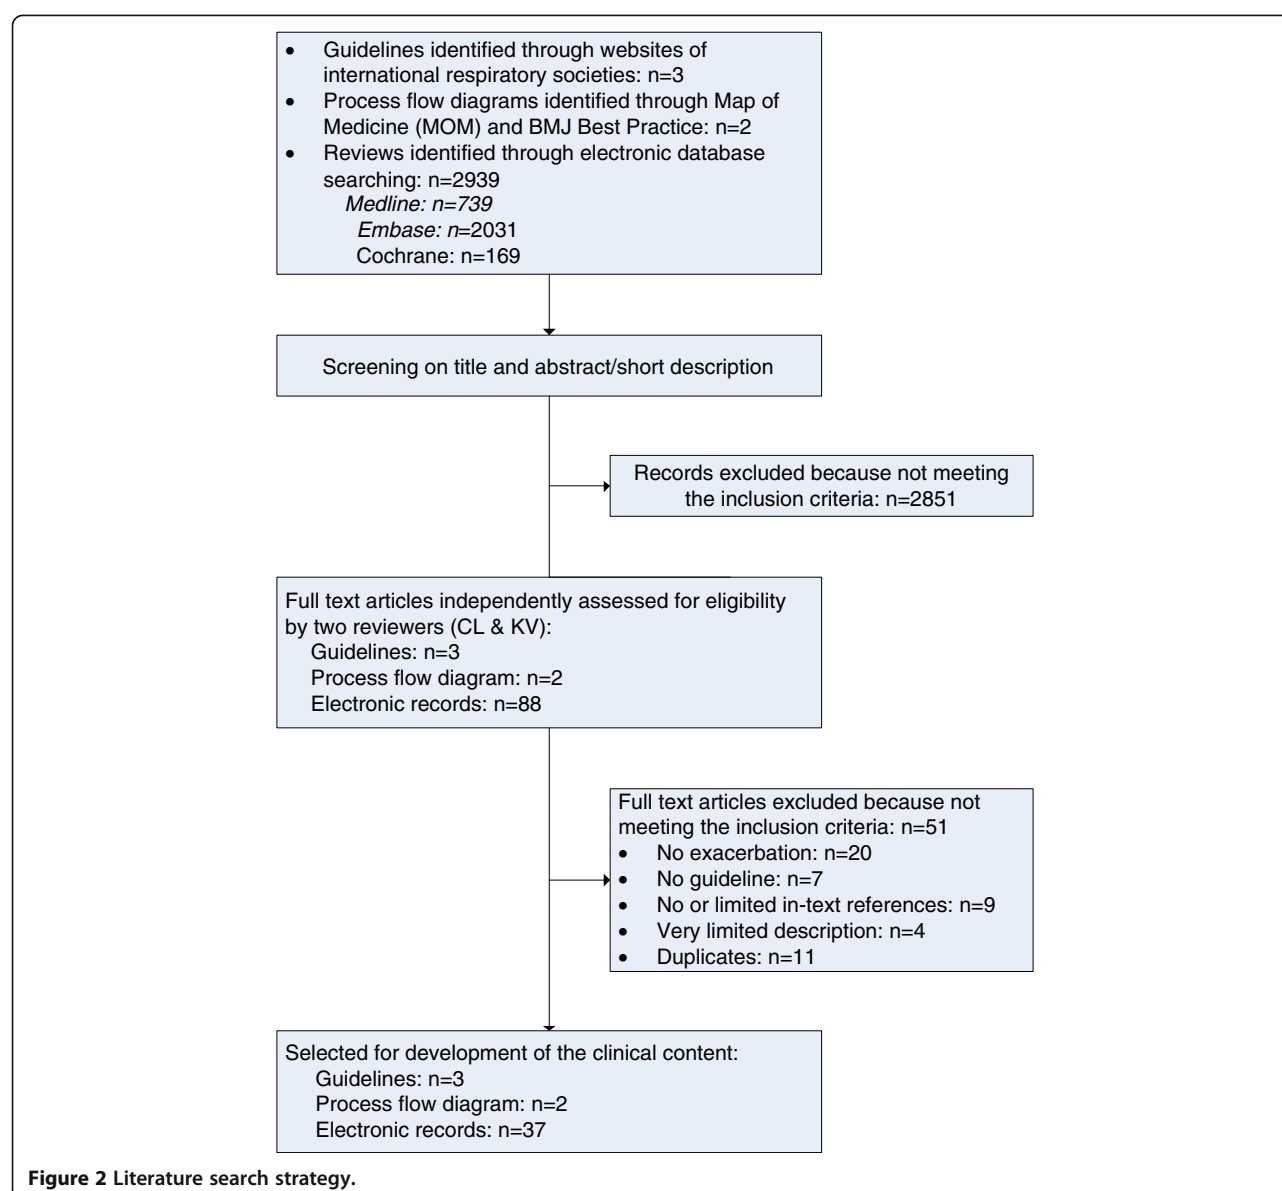 • Guidelines identified through websites of
international respiratory societies: n=3
• Process flow diagrams identified through Map of
Medicine (MOM) and BMJ Best Practice: n=2
• Reviews identified through electronic database
searching: n=2939
Medline: n=739
Embase: n=2031
Cochrane: n=169
Screening on title and abstract/short description
Records excluded because not meeting
the inclusion criteria: n=2851
Full text articles independently assessed for eligibility
by two reviewers (CL & KV):
Guidelines: n=3
Process flow diagram: n=2
Electronic records: n=88
Full text articles excluded because not
meeting the inclusion criteria: n=51
• No exacerbation: n=20
• No guideline: n=7
• No or limited in-text references: n=9
• Very limited description: n=4
• Duplicates: n=11
Selected for development of the clinical content:
Guidelines: n=3
Process flow diagram: n=2
Electronic records: n=37
Figure 2 Literature search strategy.